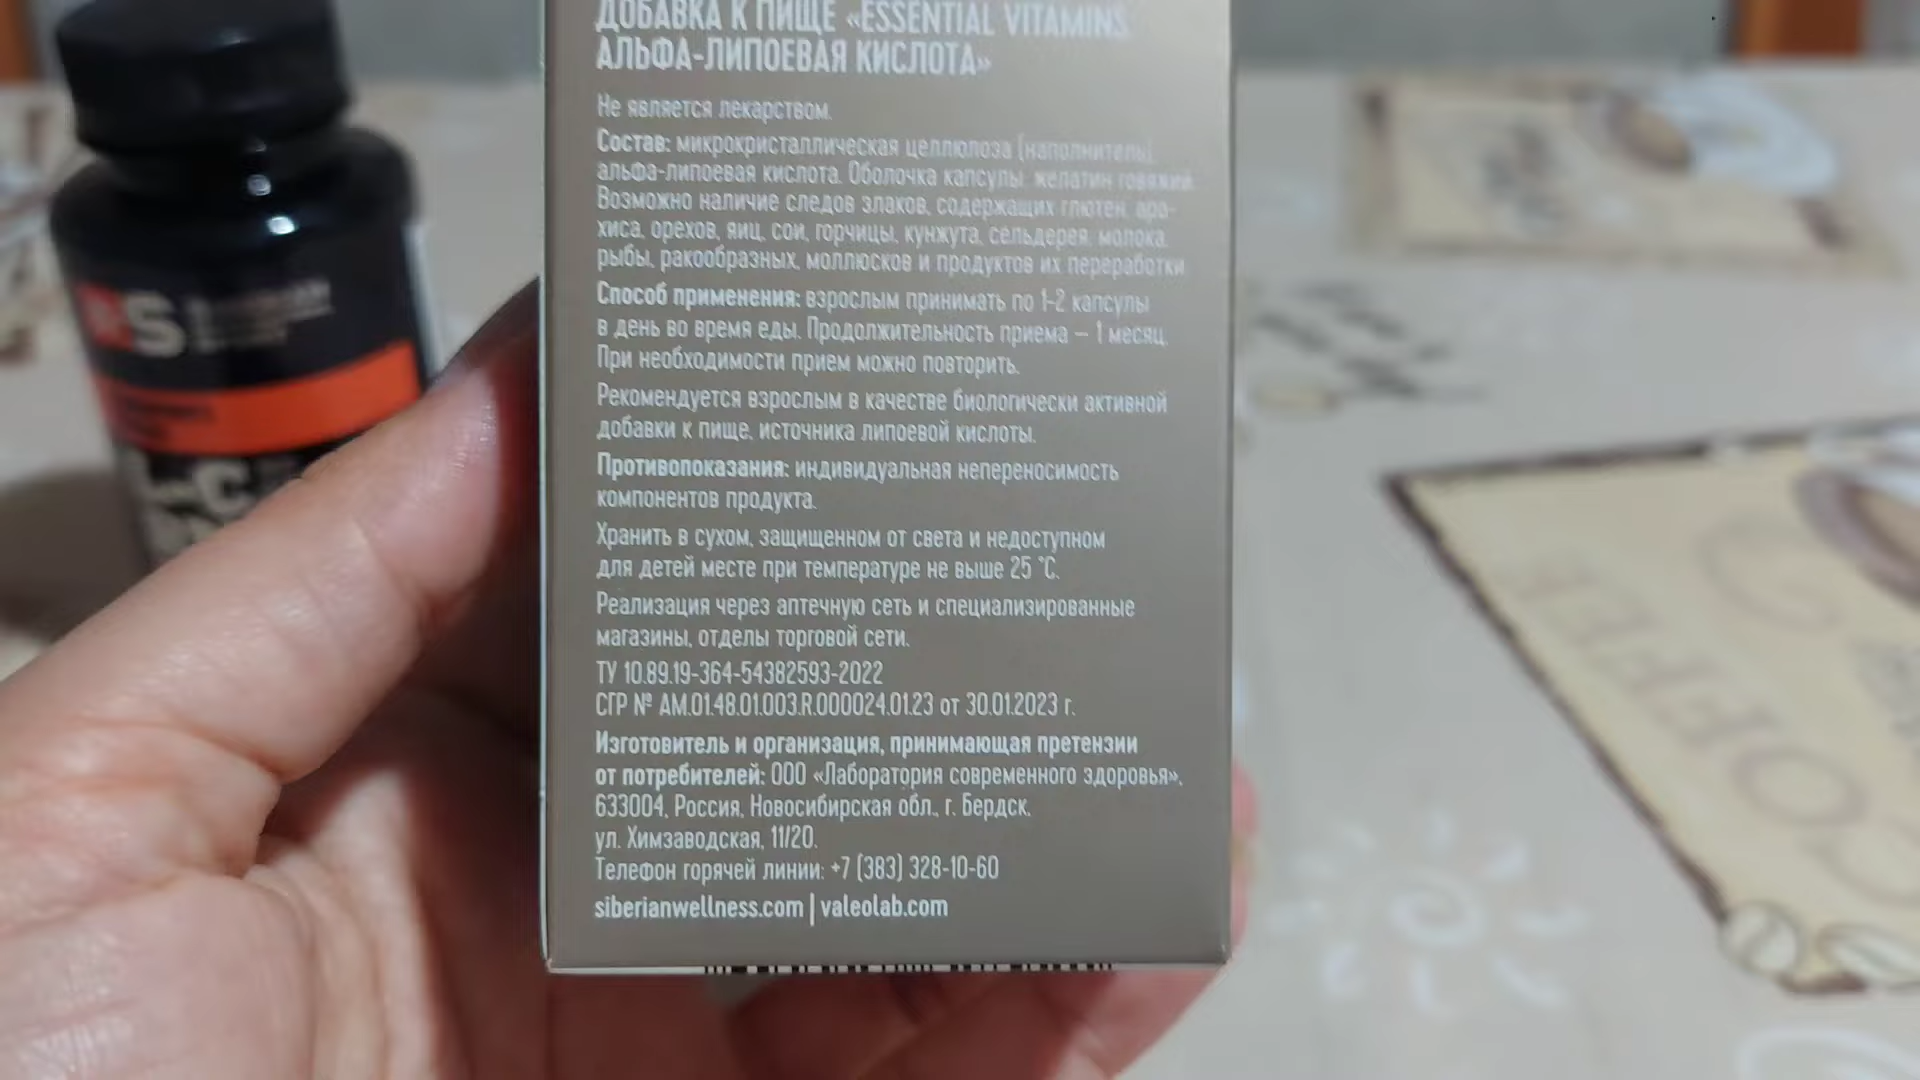 ДОБАВКА К ПИЩЕ «ESSENTIAL VITAMINS.
АЛЬФА-ЛИПОЕВАЯ КИСЛОТА»
Не является лекарством.
Состав: микрокристаллическая целлюлоза (наполнитель),
альфа-липоевая кислота. Оболочка капсулы: желатин говяжий.
Возможно наличие следов злаков, содержащих глютен, ара-
хиса, орехов, яиц, сои, горчицы, кунжута, сельдерея, молока,
рыбы, ракообразных, моллюсков и продуктов их переработки.
Способ применения: взрослым принимать по 1-2 капсулы
в день во время еды. Продолжительность приема – 1 месяц.
При необходимости прием можно повторить.
Рекомендуется взрослым в качестве биологически активной
добавки к пище, источника липоевой кислоты.
Противопоказания: индивидуальная непереносимость
компонентов продукта.
Хранить в сухом, защищенном от света и недоступном
для детей месте при температуре не выше 25 °С.
Реализация через аптечную сеть и специализированные
магазины, отделы торговой сети.
ТУ 10.89.19-364-54382593-2022
СГР № AM.01.48.01.003.R.000024.01.23 от 30.01.2023 г.
Изготовитель и организация, принимающая претензии
от потребителей: ООО «Лаборатория современного здоровья»,
633004, Россия, Новосибирская обл., г. Бердск,
ул. Химзаводская, 11/20.
Телефон горячей линии: +7 (383) 328-10-60
siberianwellness.com | valeolab.com
COFFEE